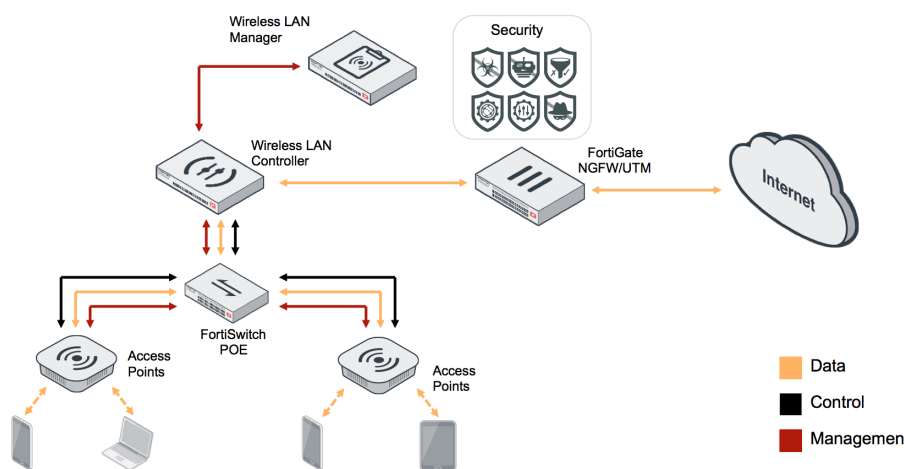 Wireless LAN
Manager
Security
Wireless LAN
Controller
FortiGate
NGFW/UTM
Internet
FortiSwitch
POE
Access
Points
Access
Points
Data
Control
Managemen